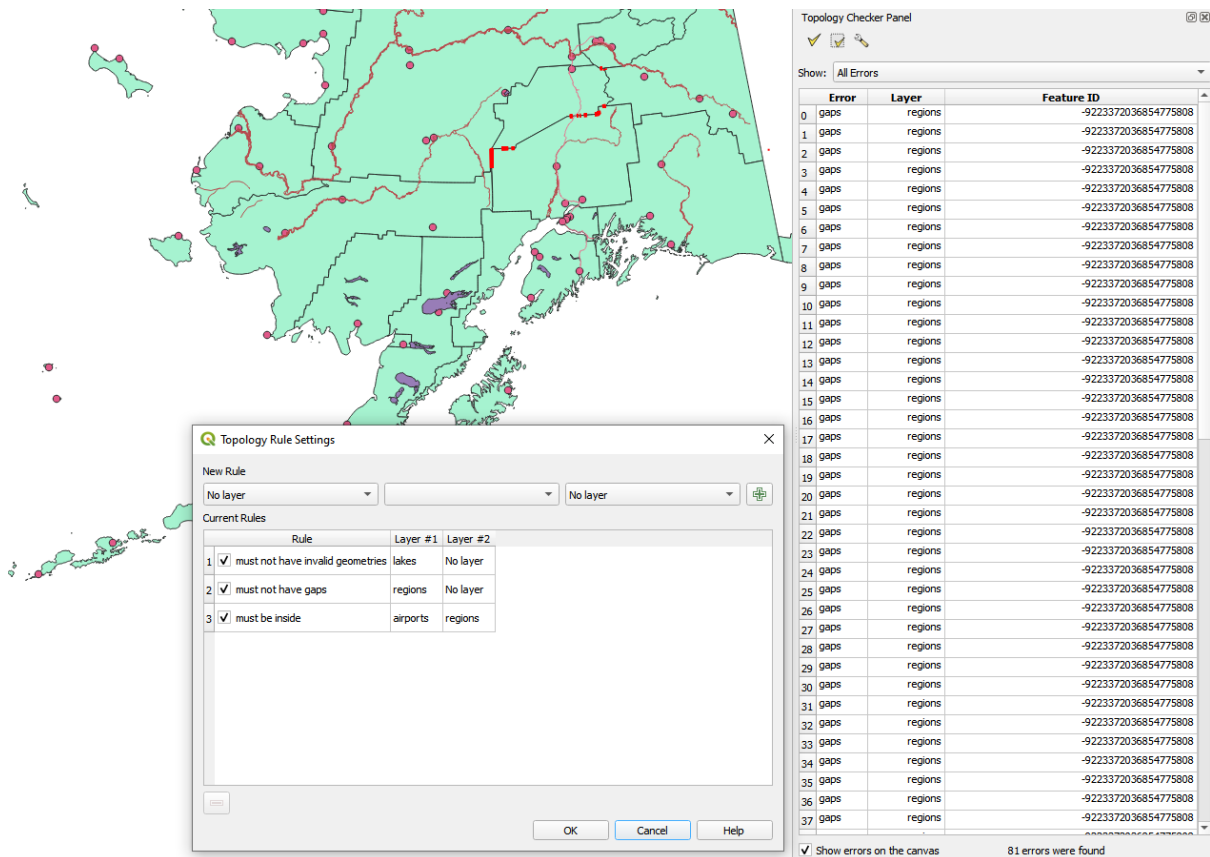 Topology Checker Panel
Show: All Errors
Error Layer Feature ID
0 gaps regions -9223372036854775808
1 gaps regions -9223372036854775808
2 gaps regions -9223372036854775808
3 gaps regions -9223372036854775808
4 gaps regions -9223372036854775808
5 gaps regions -9223372036854775808
6 gaps regions -9223372036854775808
7 gaps regions -9223372036854775808
8 gaps regions -9223372036854775808
9 gaps regions -9223372036854775808
10 gaps regions -9223372036854775808
11 gaps regions -9223372036854775808
12 gaps regions -9223372036854775808
13 gaps regions -9223372036854775808
14 gaps regions -9223372036854775808
15 gaps regions -9223372036854775808
16 gaps regions -9223372036854775808
17 gaps regions -9223372036854775808
18 gaps regions -9223372036854775808
19 gaps regions -9223372036854775808
20 gaps regions -9223372036854775808
21 gaps regions -9223372036854775808
22 gaps regions -9223372036854775808
23 gaps regions -9223372036854775808
24 gaps regions -9223372036854775808
25 gaps regions -9223372036854775808
26 gaps regions -9223372036854775808
27 gaps regions -9223372036854775808
28 gaps regions -9223372036854775808
29 gaps regions -9223372036854775808
30 gaps regions -9223372036854775808
31 gaps regions -9223372036854775808
32 gaps regions -9223372036854775808
33 gaps regions -9223372036854775808
34 gaps regions -9223372036854775808
35 gaps regions -9223372036854775808
36 gaps regions -9223372036854775808
37 gaps regions -9223372036854775808
Show errors on the canvas 81 errors were found
Topology Rule Settings
New Rule
No layer No layer
Current Rules
Rule Layer #1 Layer #2
1 must not have invalid geometries lakes No layer
2 must not have gaps regions No layer
3 must be inside airports regions
OK Cancel Help